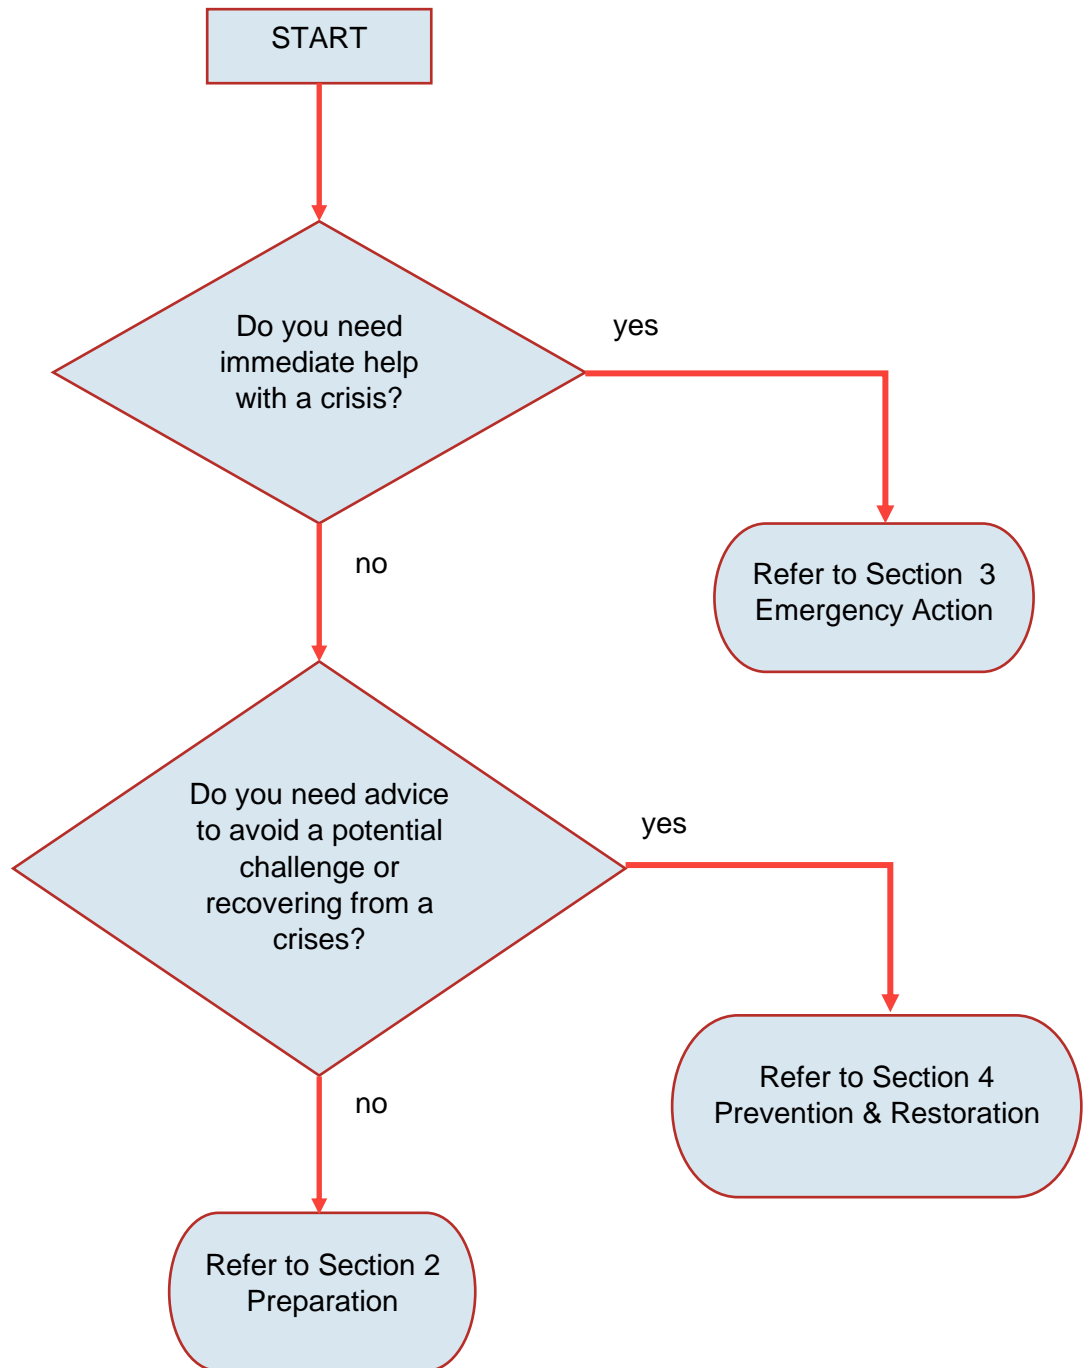 START
Do you need
immediate help
with a crisis?
yes
no
Refer to Section  3
Emergency Action
Do you need advice
to avoid a potential
challenge or
recovering from a
crises?
yes
no
Refer to Section 4
Prevention & Restoration
Refer to Section 2
Preparation